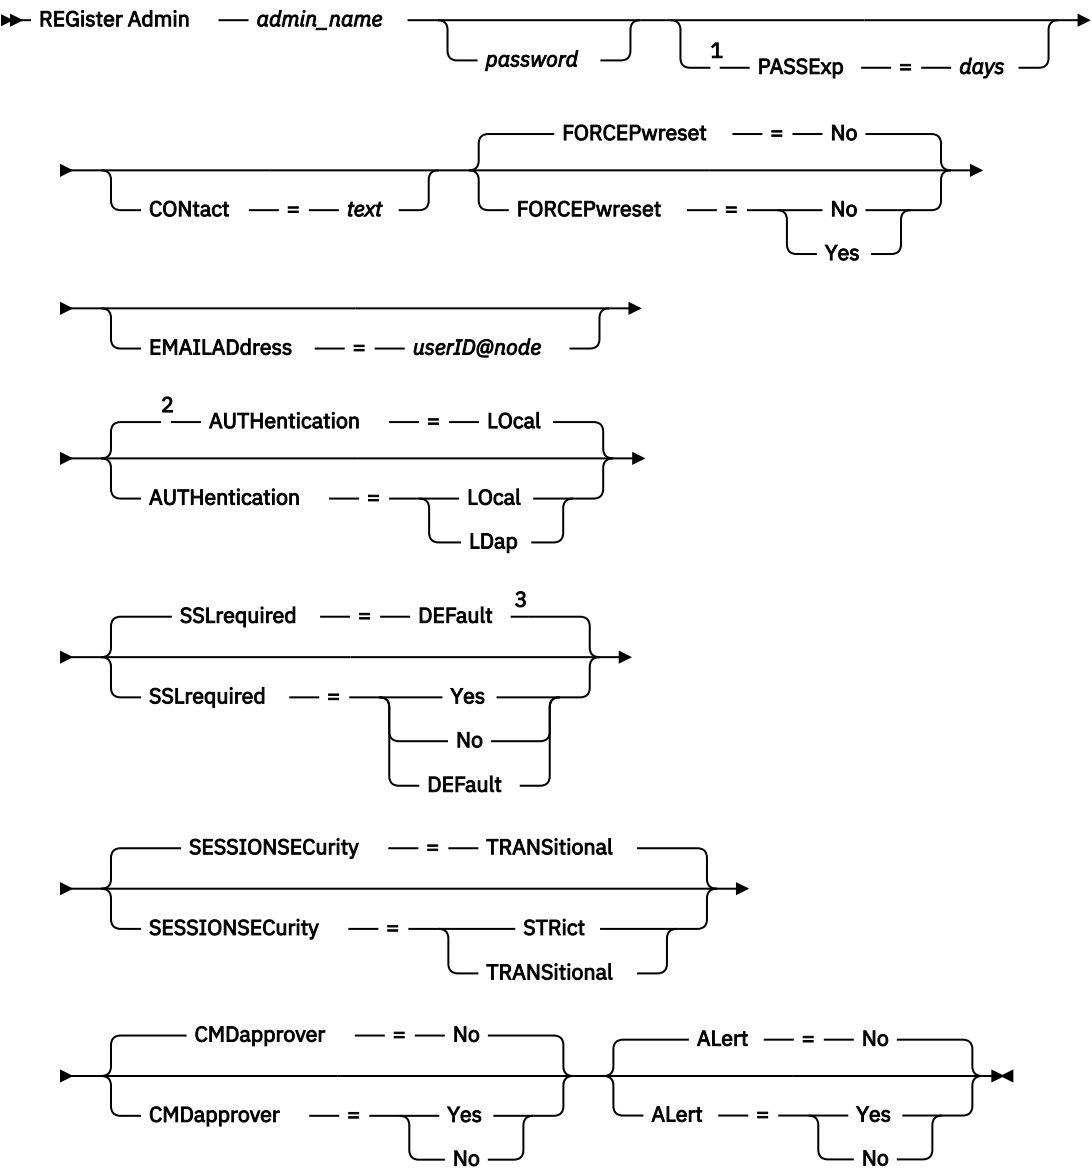 REGister Admin admin_name
password
1 PASSExp = days
CONtact = text
FORCEPwreset = No
FORCEPwreset = No
Yes
EMAILADdress = userID@node
2 AUTHentication = LOcal
AUTHentication = LOcal
LDap
SSLrequired = DEFault 3
SSLrequired = Yes
No
DEFault
SESSIONSECurity = TRANSitional
SESSIONSECurity = STRict
TRANSitional
CMDapprover = No
CMDapprover = Yes
No
ALert = No
ALert = Yes
No